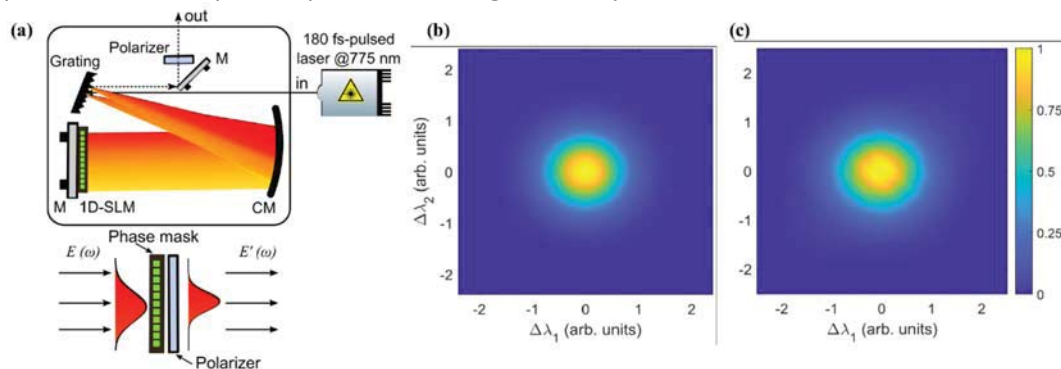 (a)
out
Polarizer
M
Grating
180 fs-pulsed
laser @775 nm
in
M
1D-SLM
CM
Phase mask
E (ω)
E' (ω)
Polarizer
(b)
2
1
0
-1
-2
Δλ2 (arb. units)
-2 -1 0 1 2
Δλ1 (arb. units)
(c)
2
1
0
-1
-2
-2 -1 0 1 2
Δλ1 (arb. units)
1
0.75
0.5
0.25
0